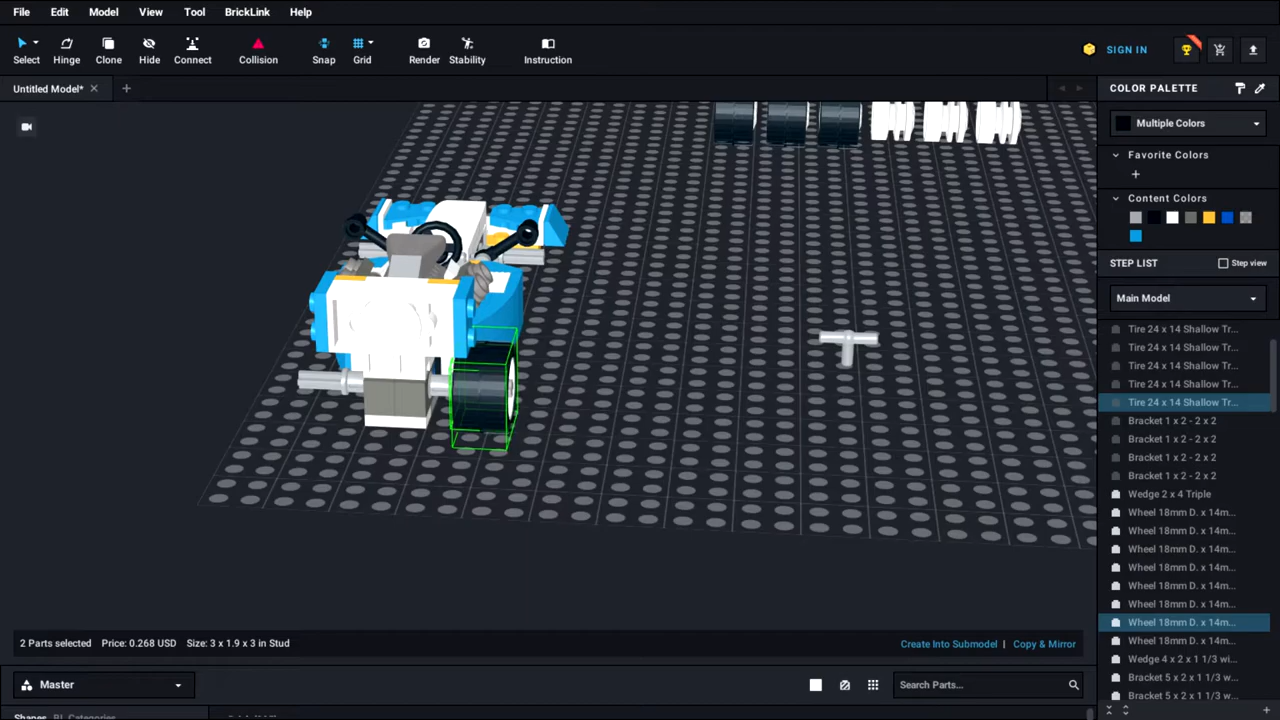 File Edit Model View Tool BrickLink Help
Select Hinge Clone Hide Connect Collision Snap Grid Render Stability Instruction SIGN IN
Untitled Model*
COLOR PALETTE
Multiple Colors
Favorite Colors
Content Colors
STEP LIST Step view
Main Model
Tire 24 x 14 Shallow Tr...
Tire 24 x 14 Shallow Tr...
Tire 24 x 14 Shallow Tr...
Tire 24 x 14 Shallow Tr...
Tire 24 x 14 Shallow Tr...
Bracket 1 x 2 - 2 x 2
Bracket 1 x 2 - 2 x 2
Bracket 1 x 2 - 2 x 2
Bracket 1 x 2 - 2 x 2
Wedge 2 x 4 Triple
Wheel 18mm D. x 14m...
Wheel 18mm D. x 14m...
Wheel 18mm D. x 14m...
Wheel 18mm D. x 14m...
Wheel 18mm D. x 14m...
Wheel 18mm D. x 14m...
Wheel 18mm D. x 14m...
Wheel 18mm D. x 14m...
Wedge 4 x 2 x 1 1/3 wi...
Bracket 5 x 2 x 1 1/3 w...
Bracket 5 x 2 x 1 1/3 w...
2 Parts selected Price: 0.268 USD Size: 3 x 1.9 x 3 in Stud
Create Into Submodel | Copy & Mirror
Master
Search Parts...
Shapes BL Categories